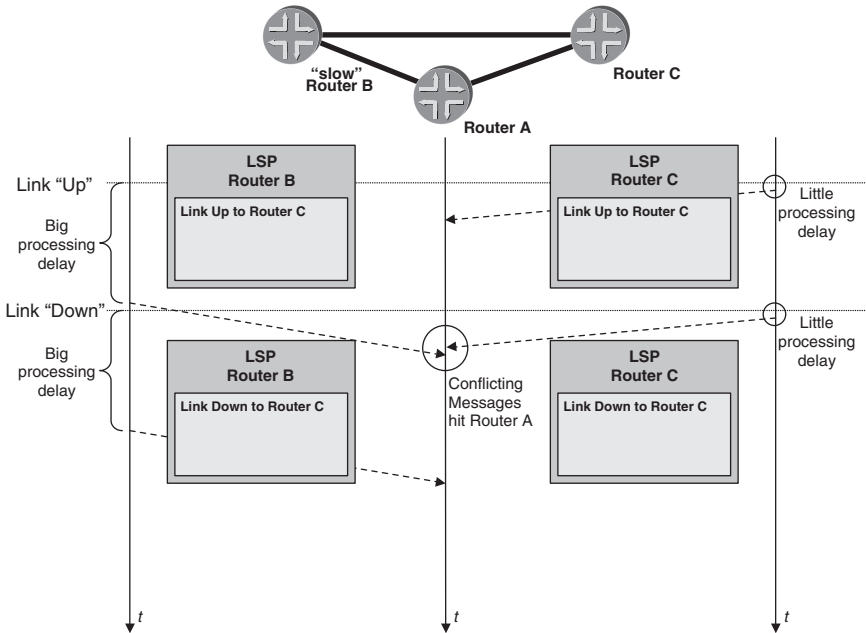 “slow”
Router B
Router C
Router A
LSP
Router B
LSP
Router C
Link “Up”
Link Up to Router C
Link Up to Router C
Little
processing
delay
Big
processing
delay
Link “Down”
Little
processing
delay
Big
processing
delay
LSP
Router B
LSP
Router C
Conflicting
Messages
hit Router A
Link Down to Router C
Link Down to Router C
t
t
t